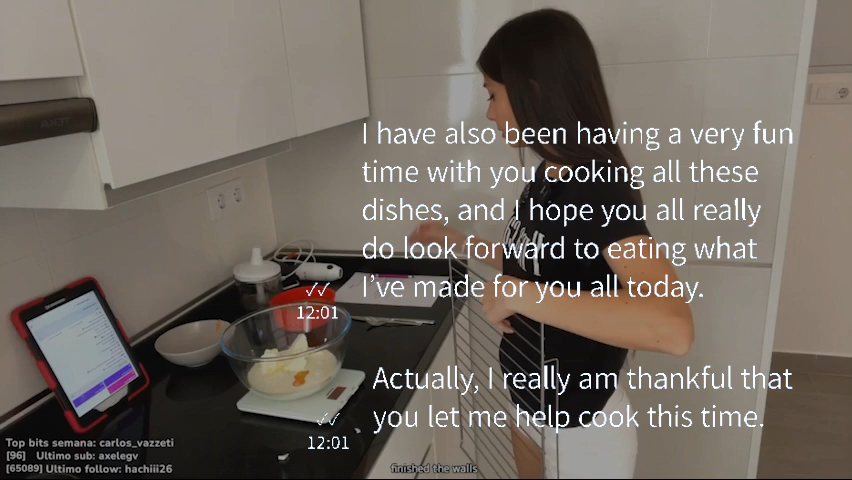 I have also been having a very fun
time with you cooking all these
dishes, and I hope you all really
do look forward to eating what
I've made for you all today.
✓✓
12:01
Actually, I really am thankful that
you let me help cook this time.
✓✓
12:01
Top bits semana: carlos_vazzeti
[96] Ultimo sub: axelegv
[65089] Ultimo follow: hachiii26
finished the walls